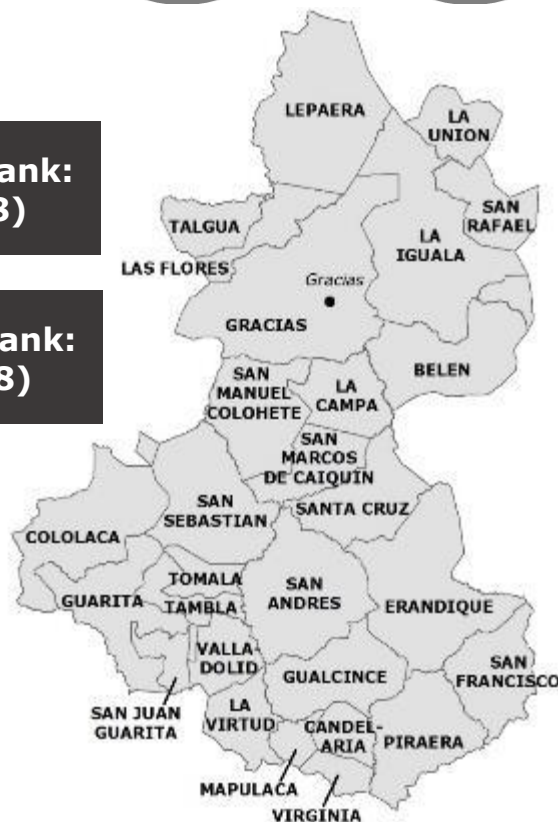 ank:
3)
ank:
8)
LEPAERA
LA
UNION
TALGUA
SAN
RAFAEL
LA
IGUALA
LAS FLORES
Gracias
GRACIAS
BELEN
SAN
MANUEL
COLOHETE
LA
CAMPA
SAN
MARCOS
DE CAIQUIN
SAN
SEBASTIAN
SANTA CRUZ
COLOLACA
TOMALA
GUARITA
TAMBLA
SAN
ANDRES
ERANDIQUE
VALLA-
DOLID
GUALCINCE
SAN
FRANCISCO
SAN JUAN
GUARITA
LA
VIRTUD
CANDEL-
ARIA
PIRAERA
MAPULACA
VIRGINIA